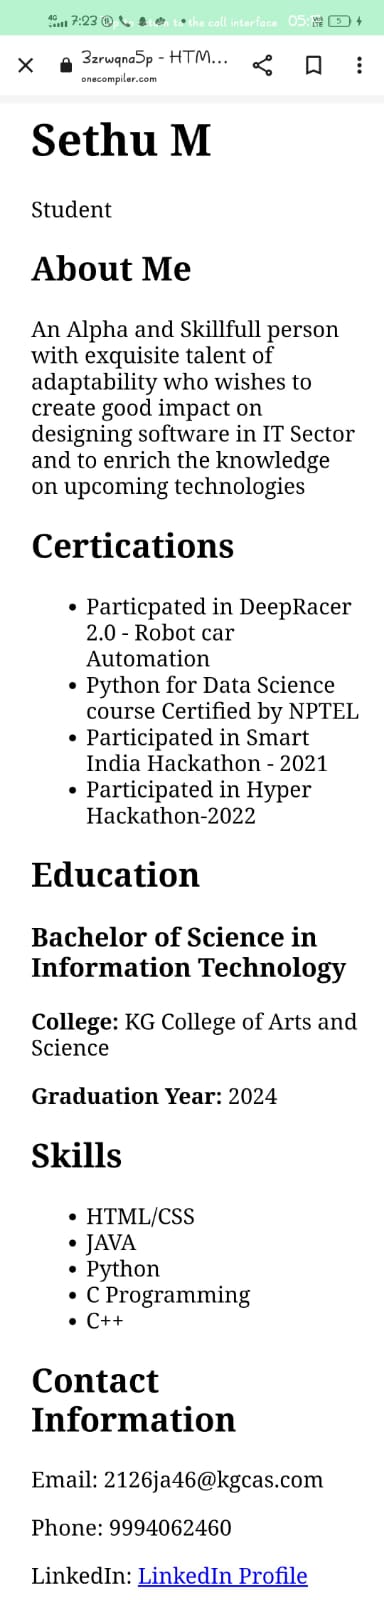 4G 7:23
to the call interface 05:
5
3zrwqna5p - HTM...
onecompiler.com
Sethu M
Student
About Me
An Alpha and Skillfull person
with exquisite talent of
adaptability who wishes to
create good impact on
designing software in IT Sector
and to enrich the knowledge
on upcoming technologies
Certications
• Particpated in DeepRacer
2.0 - Robot car
Automation
• Python for Data Science
course Certified by NPTEL
• Participated in Smart
India Hackathon - 2021
• Participated in Hyper
Hackathon-2022
Education
Bachelor of Science in
Information Technology
College: KG College of Arts and
Science
Graduation Year: 2024
Skills
• HTML/CSS
• JAVA
• Python
• C Programming
• C++
Contact
Information
Email: 2126ja46@kgcas.com
Phone: 9994062460
LinkedIn: LinkedIn Profile